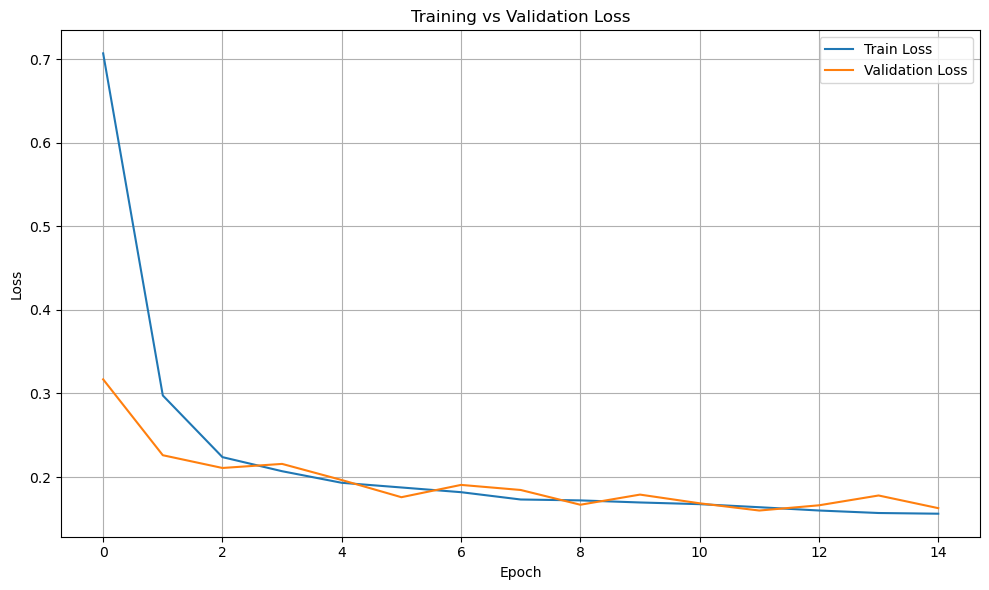 Training vs Validation Loss
Train Loss
Validation Loss
0.7
0.6
0.5
0.4
0.3
0.2
Loss
0 2 4 6 8 10 12 14
Epoch